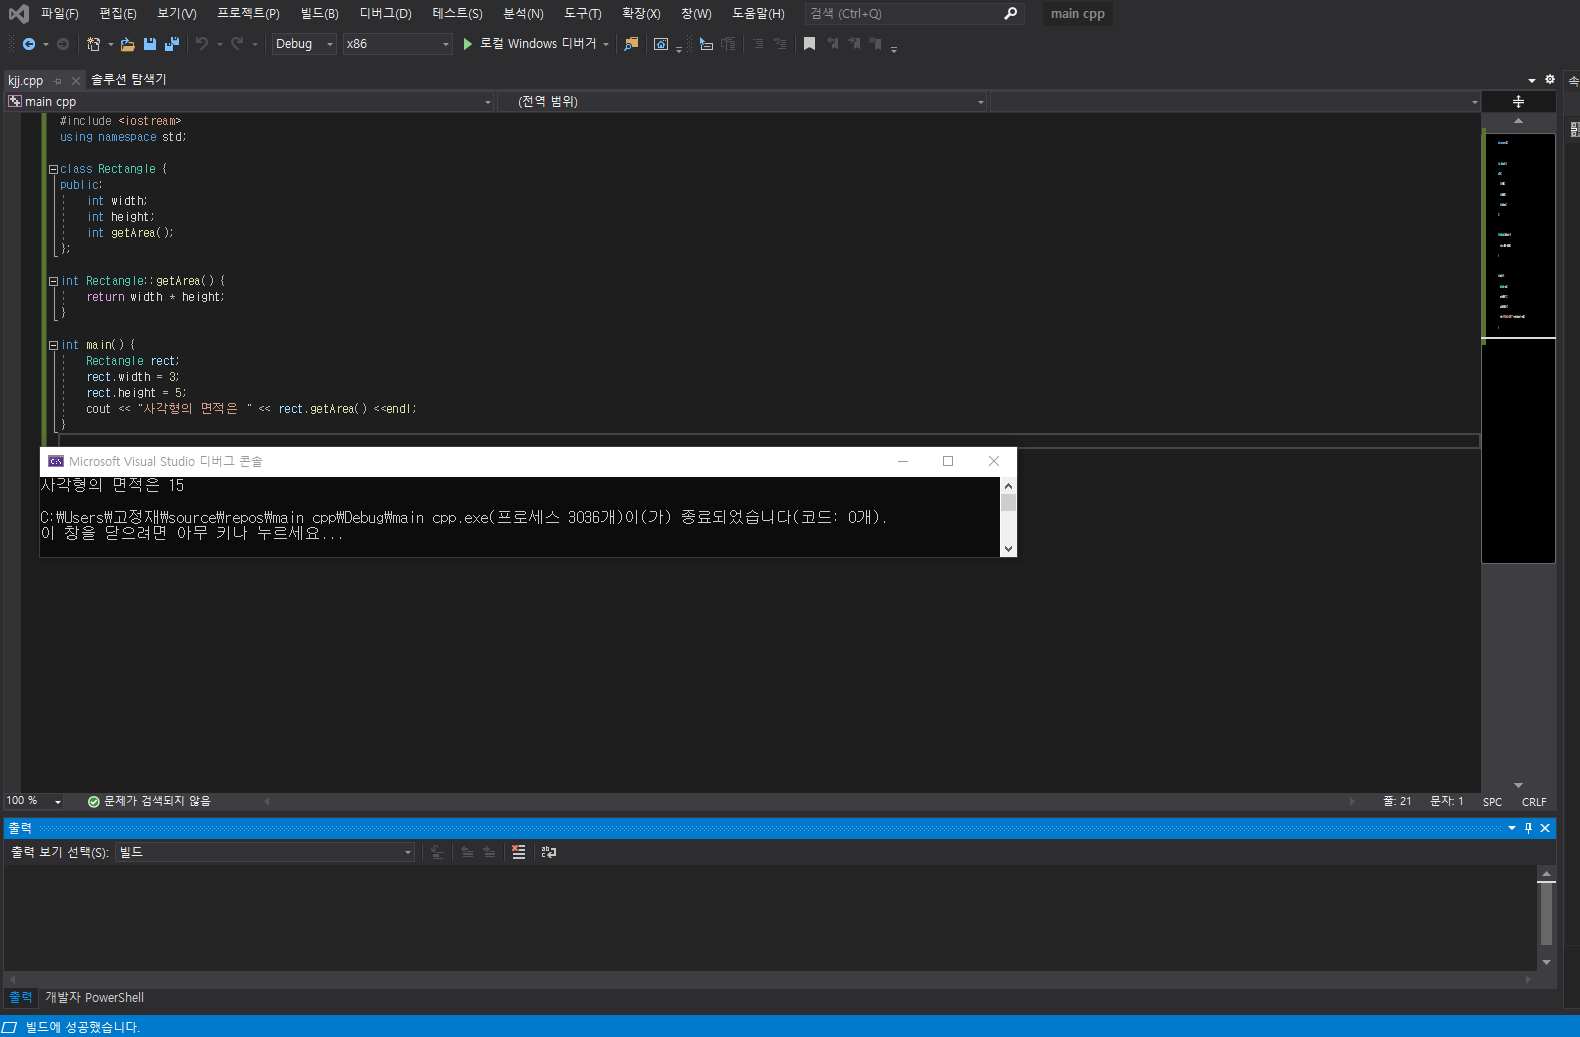 파일(F) 편집(E) 보기(V) 프로젝트(P) 빌드(B) 디버그(D) 테스트(S) 분석(N) 도구(T) 확장(X) 창(W) 도움말(H) 검색 (Ctrl+Q) main cpp
Debug x86 로컬 Windows 디버거
kjj.cpp 솔루션 탐색기
속
main cpp (전역 범위)
#include <iostream>
using namespace std;
class Rectangle {
public:
int width;
int height;
int getArea();
};
int Rectangle::getArea() {
return width * height;
}
int main() {
Rectangle rect;
rect.width = 3;
rect.height = 5;
cout << "사각형의 면적은 " << rect.getArea() <<endl;
}
Microsoft Visual Studio 디버그 콘솔
사각형의 면적은 15
C:₩Users₩고정재₩source₩repos₩main cpp₩Debug₩main cpp.exe(프로세스 3036개)이(가) 종료되었습니다(코드: 0개).
이 창을 닫으려면 아무 키나 누르세요...
100 % 문제가 검색되지 않음 줄: 21 문자: 1 SPC CRLF
출력
출력 보기 선택(S): 빌드
출력 개발자 PowerShell
빌드에 성공했습니다.